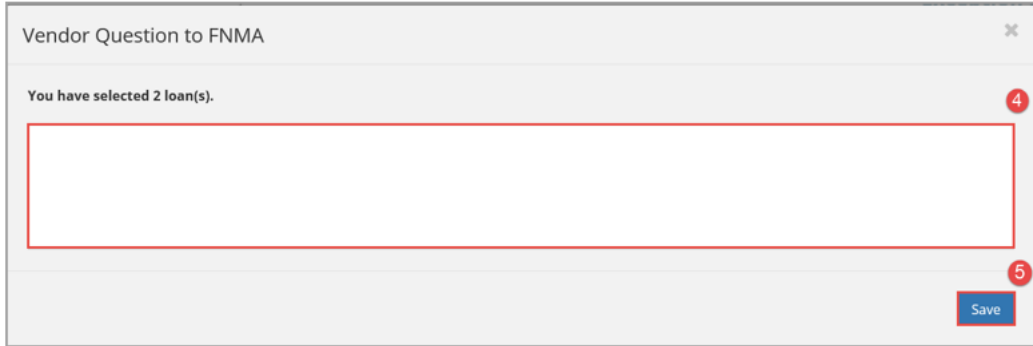 Vendor Question to FNMA
×
You have selected 2 loan(s).
4
5
Save